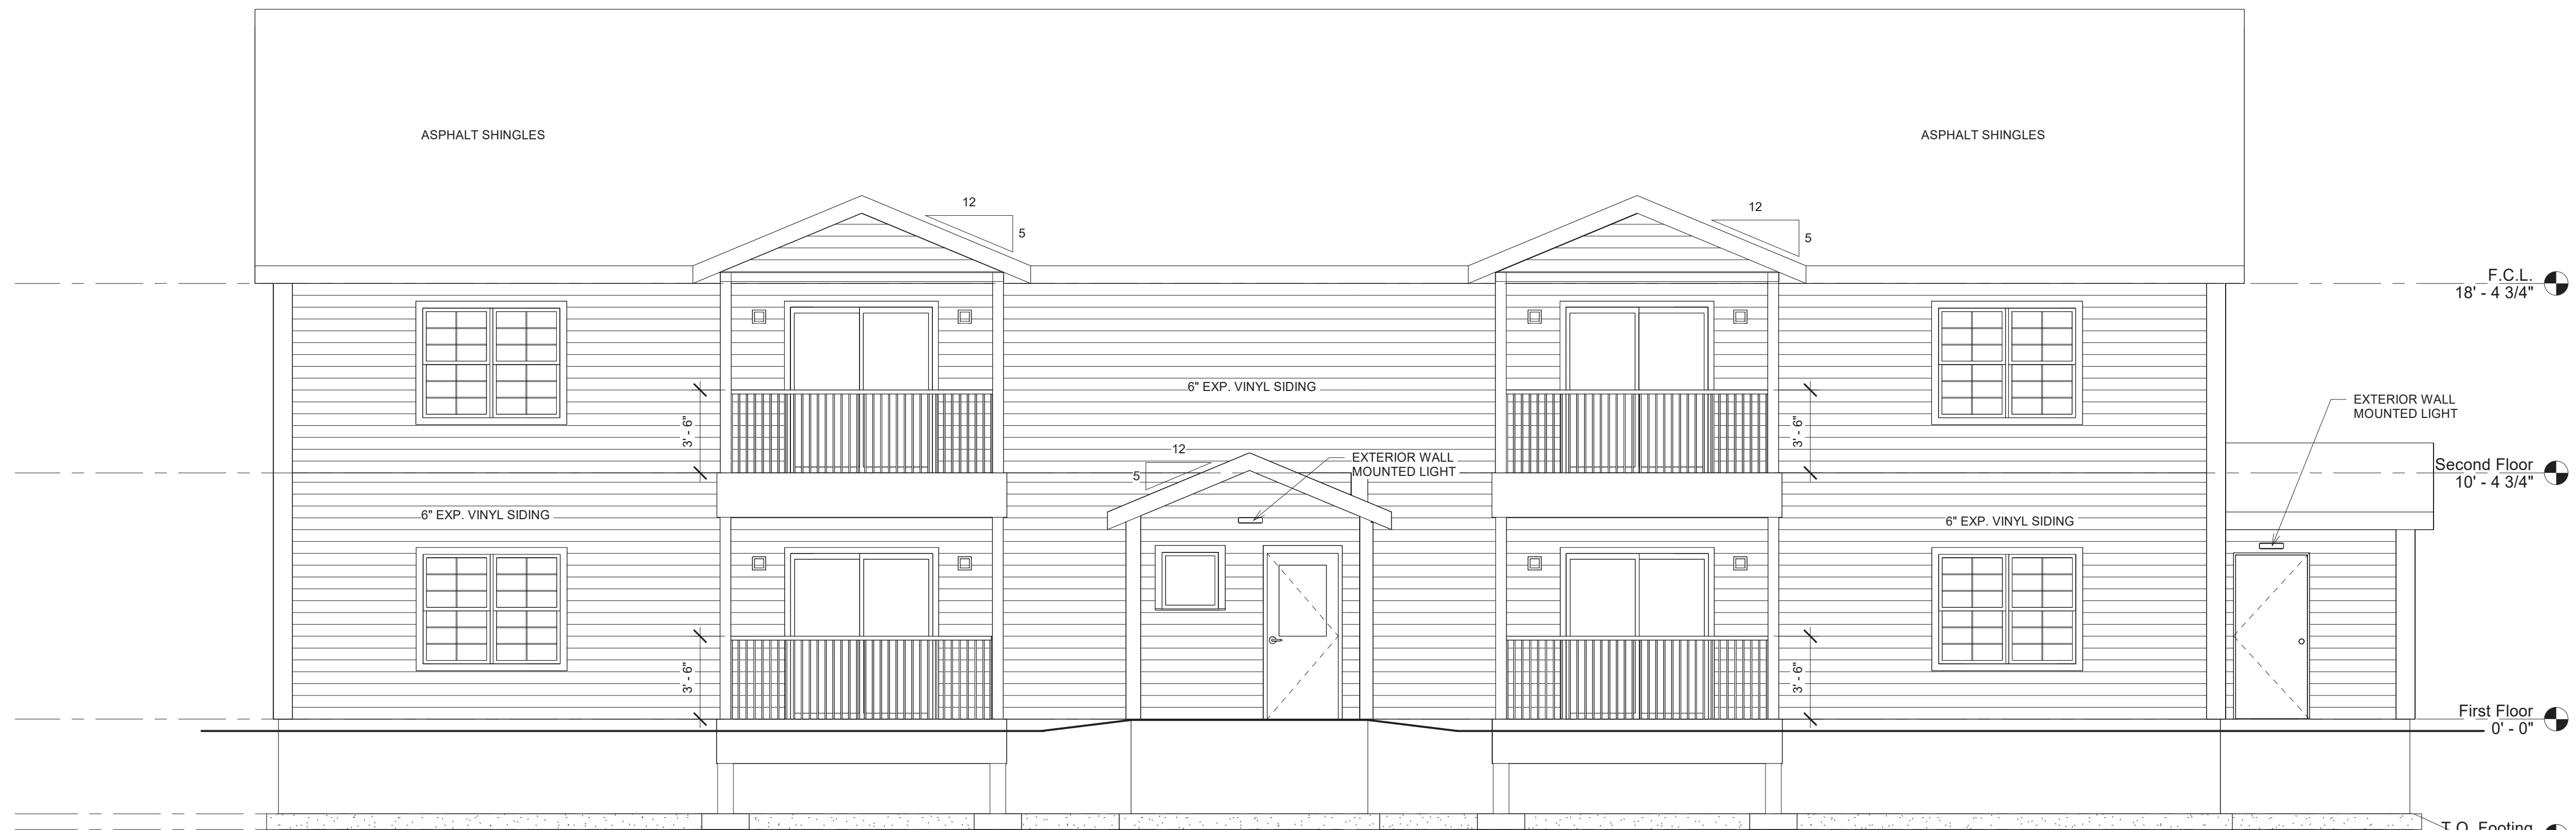 ASPHALT SHINGLES
ASPHALT SHINGLES
12
5
12
5
F.C.L.
18' - 4 3/4"
6" EXP. VINYL SIDING
3' - 6"
3' - 6"
EXTERIOR WALL
MOUNTED LIGHT
12
5
EXTERIOR WALL
MOUNTED LIGHT
Second Floor
10' - 4 3/4"
6" EXP. VINYL SIDING
6" EXP. VINYL SIDING
3' - 6"
3' - 6"
First Floor
0' - 0"
T.O. Footing